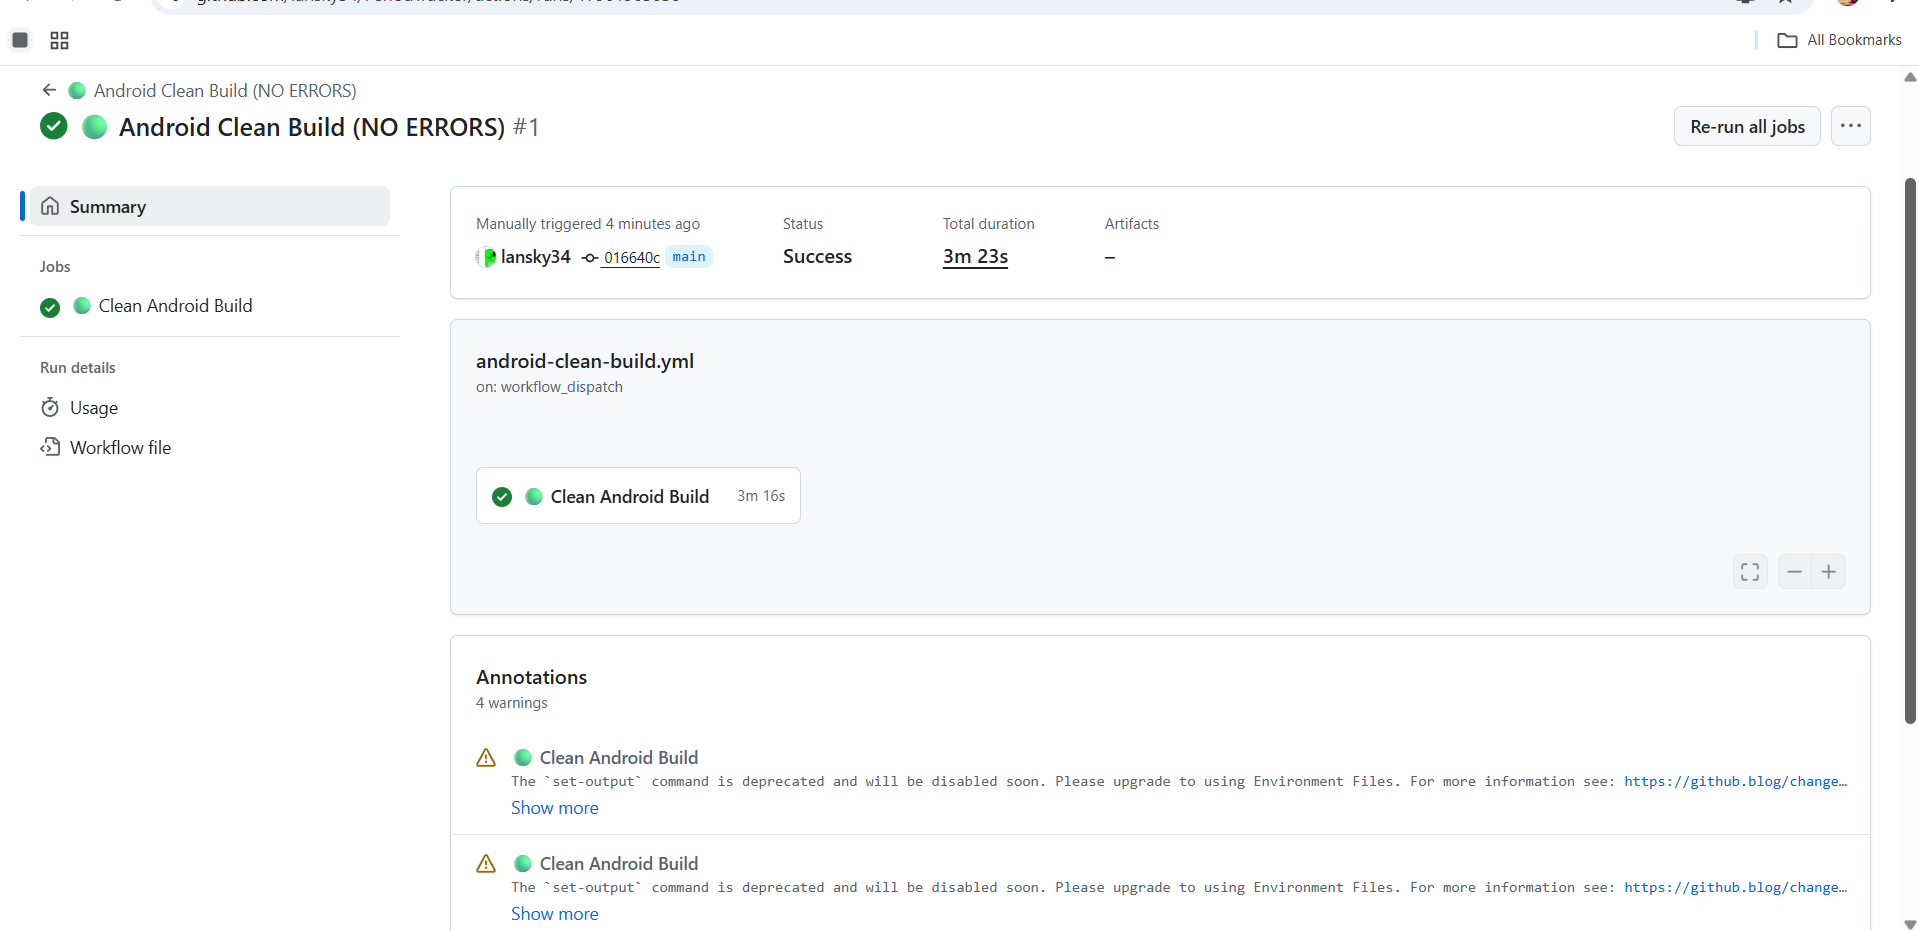 All Bookmarks
Android Clean Build (NO ERRORS)
Android Clean Build (NO ERRORS) #1
Re-run all jobs
Summary
Jobs
Clean Android Build
Run details
Usage
Workflow file
Manually triggered 4 minutes ago
lansky34 016640c main
Status
Success
Total duration
3m 23s
Artifacts
–
android-clean-build.yml
on: workflow_dispatch
Clean Android Build 3m 16s
Annotations
4 warnings
Clean Android Build
The `set-output` command is deprecated and will be disabled soon. Please upgrade to using Environment Files. For more information see: https://github.blog/change…
Show more
Clean Android Build
The `set-output` command is deprecated and will be disabled soon. Please upgrade to using Environment Files. For more information see: https://github.blog/change…
Show more